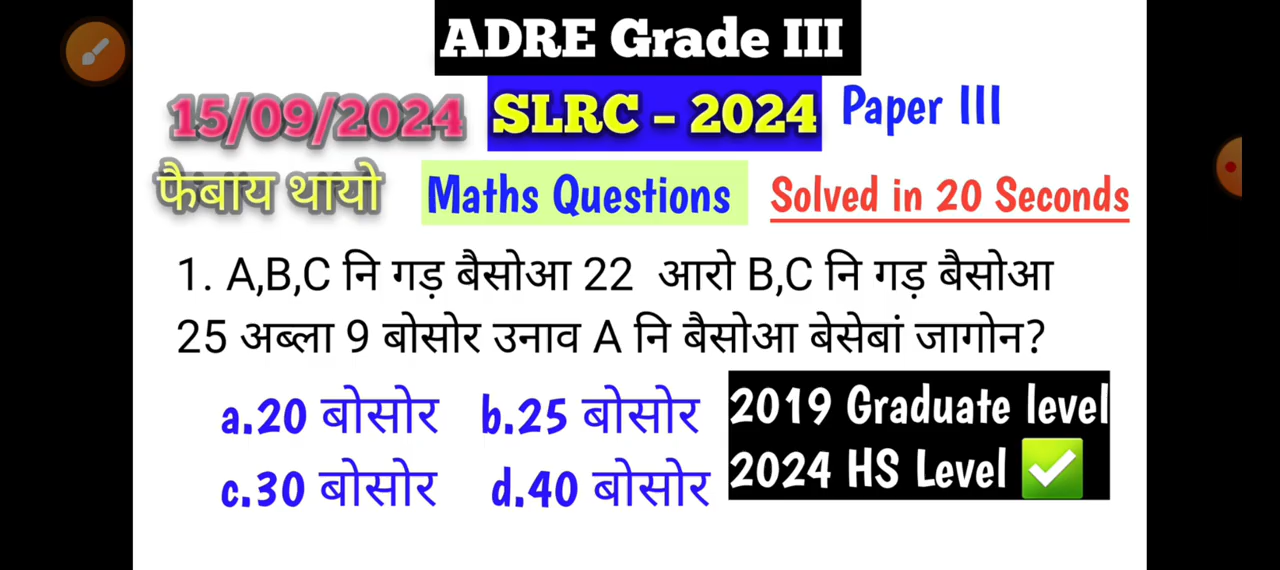 ADRE Grade III
15/09/2024 SLRC - 2024 Paper III
फैबाय थायो Maths Questions Solved in 20 Seconds
1. A,B,C नि गड़ बैसोआ 22 आरो B,C नि गड़ बैसोआ
25 अब्ला 9 बोसोर उनाव A नि बैसोआ बेसेबां जागोन?
a.20 बोसोर b.25 बोसोर 2019 Graduate level
c.30 बोसोर d.40 बोसोर 2024 HS Level ✅